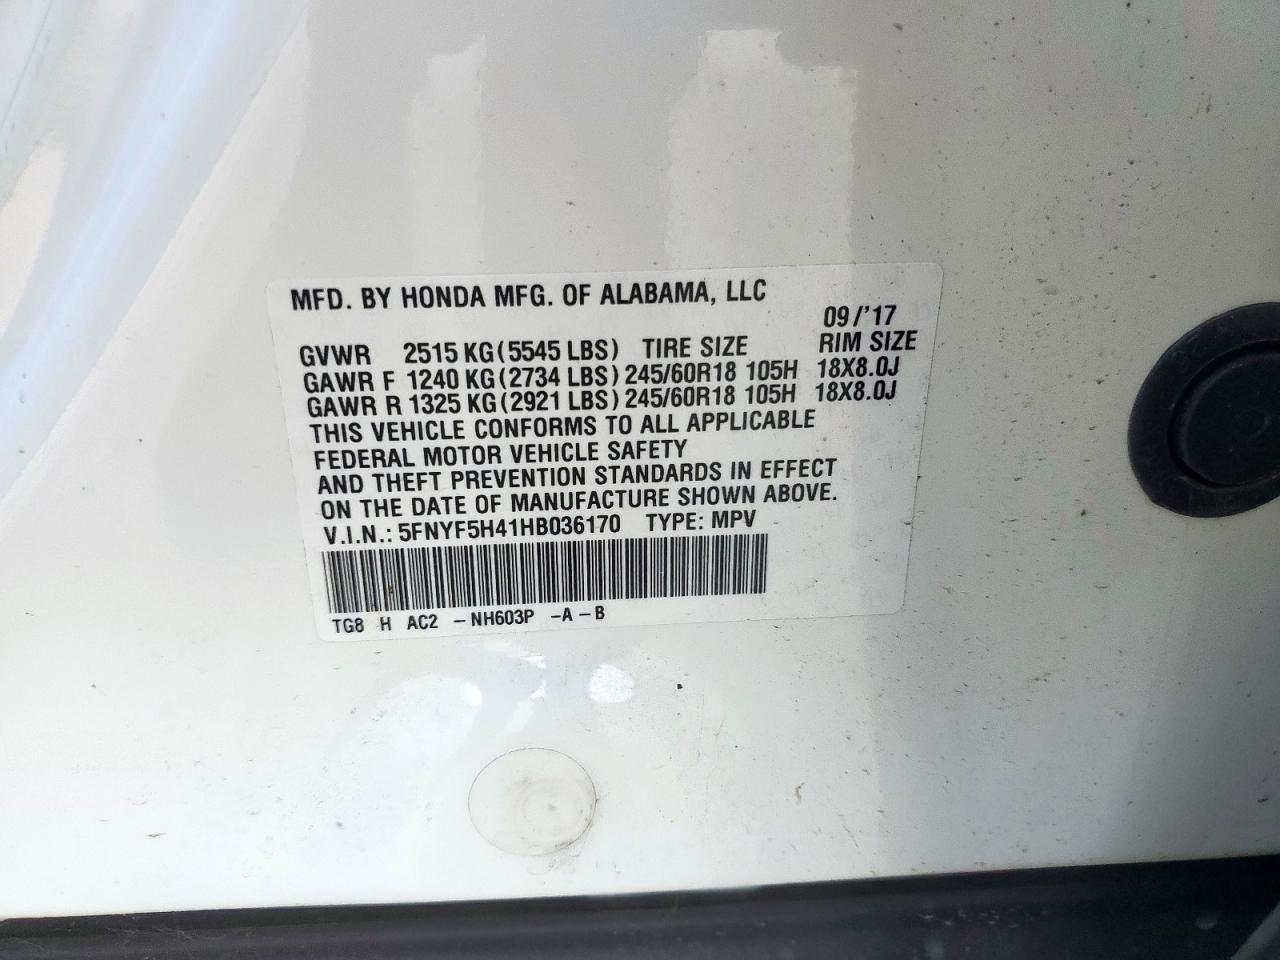 MFD. BY HONDA MFG. OF ALABAMA, LLC
09/'17
GVWR 2515 KG (5545 LBS) TIRE SIZE RIM SIZE
GAWR F 1240 KG (2734 LBS) 245/60R18 105H 18X8.0J
GAWR R 1325 KG (2921 LBS) 245/60R18 105H 18X8.0J
THIS VEHICLE CONFORMS TO ALL APPLICABLE
FEDERAL MOTOR VEHICLE SAFETY
AND THEFT PREVENTION STANDARDS IN EFFECT
ON THE DATE OF MANUFACTURE SHOWN ABOVE.
V.I.N.: 5FNYF5H41HB036170 TYPE: MPV
TG8 H AC2 - NH603P -A-B